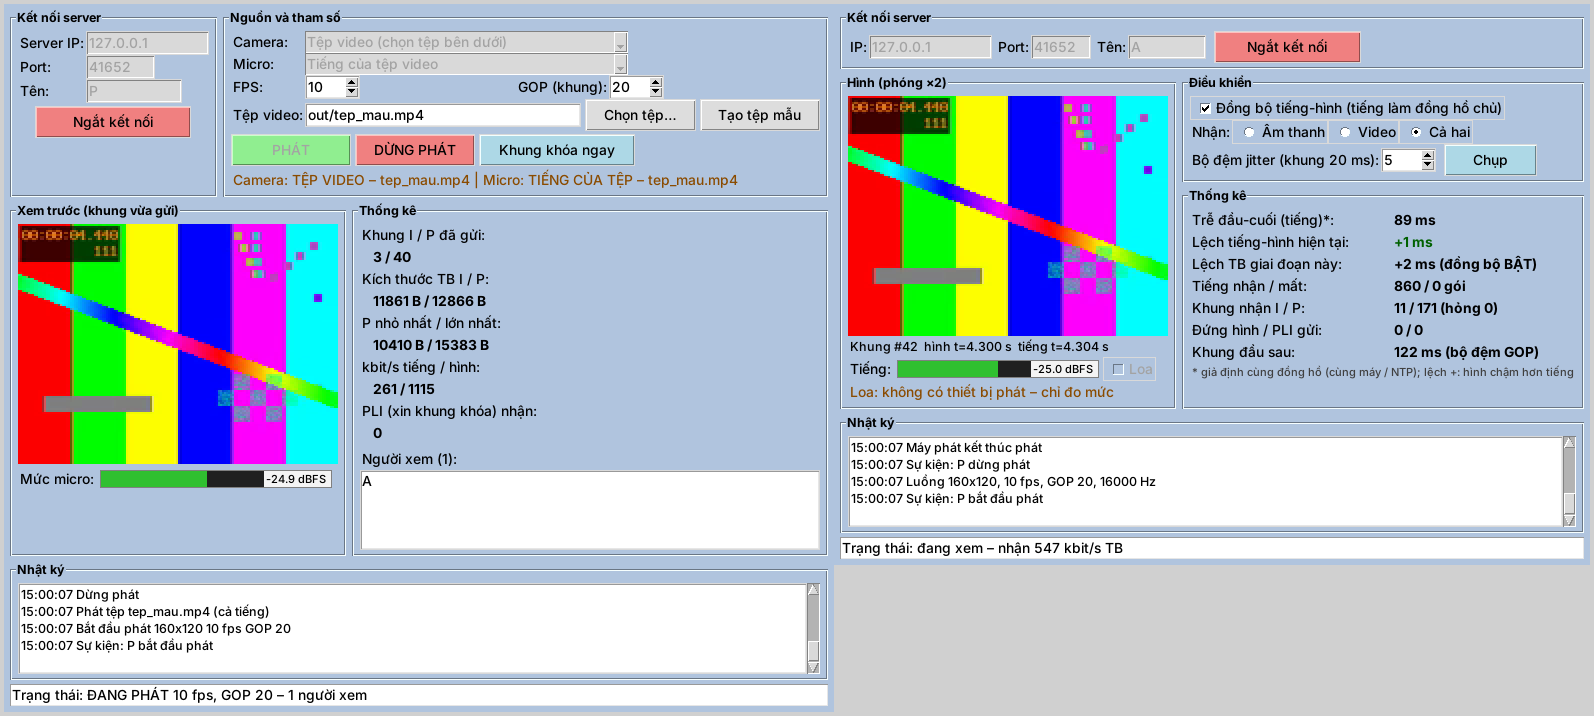 Kết nối server
Server IP: 127.0.0.1
Port: 41652
Tên: P
Ngắt kết nối
Nguồn và tham số
Camera: Tệp video (chọn tệp bên dưới)
Micro: Tiếng của tệp video
FPS: 10 GOP (khung): 20
Tệp video: out/tep_mau.mp4 Chọn tệp... Tạo tệp mẫu
PHÁT DỪNG PHÁT Khung khóa ngay
Camera: TỆP VIDEO – tep_mau.mp4 | Micro: TIẾNG CỦA TỆP – tep_mau.mp4
Xem trước (khung vừa gửi)
00:00:04.448
111
Mức micro: -24.9 dBFS
Thống kê
Khung I / P đã gửi:
3 / 40
Kích thước TB I / P:
11861 B / 12866 B
P nhỏ nhất / lớn nhất:
10410 B / 15383 B
kbit/s tiếng / hình:
261 / 1115
PLI (xin khung khóa) nhận:
0
Người xem (1):
A
Nhật ký
15:00:07 Dừng phát
15:00:07 Phát tệp tep_mau.mp4 (cả tiếng)
15:00:07 Bắt đầu phát 160x120 10 fps GOP 20
15:00:07 Sự kiện: P bắt đầu phát
Trạng thái: ĐANG PHÁT 10 fps, GOP 20 – 1 người xem
Kết nối server
IP: 127.0.0.1 Port: 41652 Tên: A Ngắt kết nối
Hình (phóng ×2)
00:00:04.448
111
Khung #42 hình t=4.300 s tiếng t=4.304 s
Tiếng: -25.0 dBFS Loa
Loa: không có thiết bị phát – chỉ đo mức
Điều khiển
Đồng bộ tiếng-hình (tiếng làm đồng hồ chủ)
Nhận: Âm thanh Video Cả hai
Bộ đệm jitter (khung 20 ms): 5 Chụp
Thống kê
Trễ đầu-cuối (tiếng)*: 89 ms
Lệch tiếng-hình hiện tại: +1 ms
Lệch TB giai đoạn này: +2 ms (đồng bộ BẬT)
Tiếng nhận / mất: 860 / 0 gói
Khung nhận I / P: 11 / 171 (hỏng 0)
Đứng hình / PLI gửi: 0 / 0
Khung đầu sau: 122 ms (bộ đệm GOP)
* giả định cùng đồng hồ (cùng máy / NTP); lệch +: hình chậm hơn tiếng
Nhật ký
15:00:07 Máy phát kết thúc phát
15:00:07 Sự kiện: P dừng phát
15:00:07 Luồng 160x120, 10 fps, GOP 20, 16000 Hz
15:00:07 Sự kiện: P bắt đầu phát
Trạng thái: đang xem – nhận 547 kbit/s TB